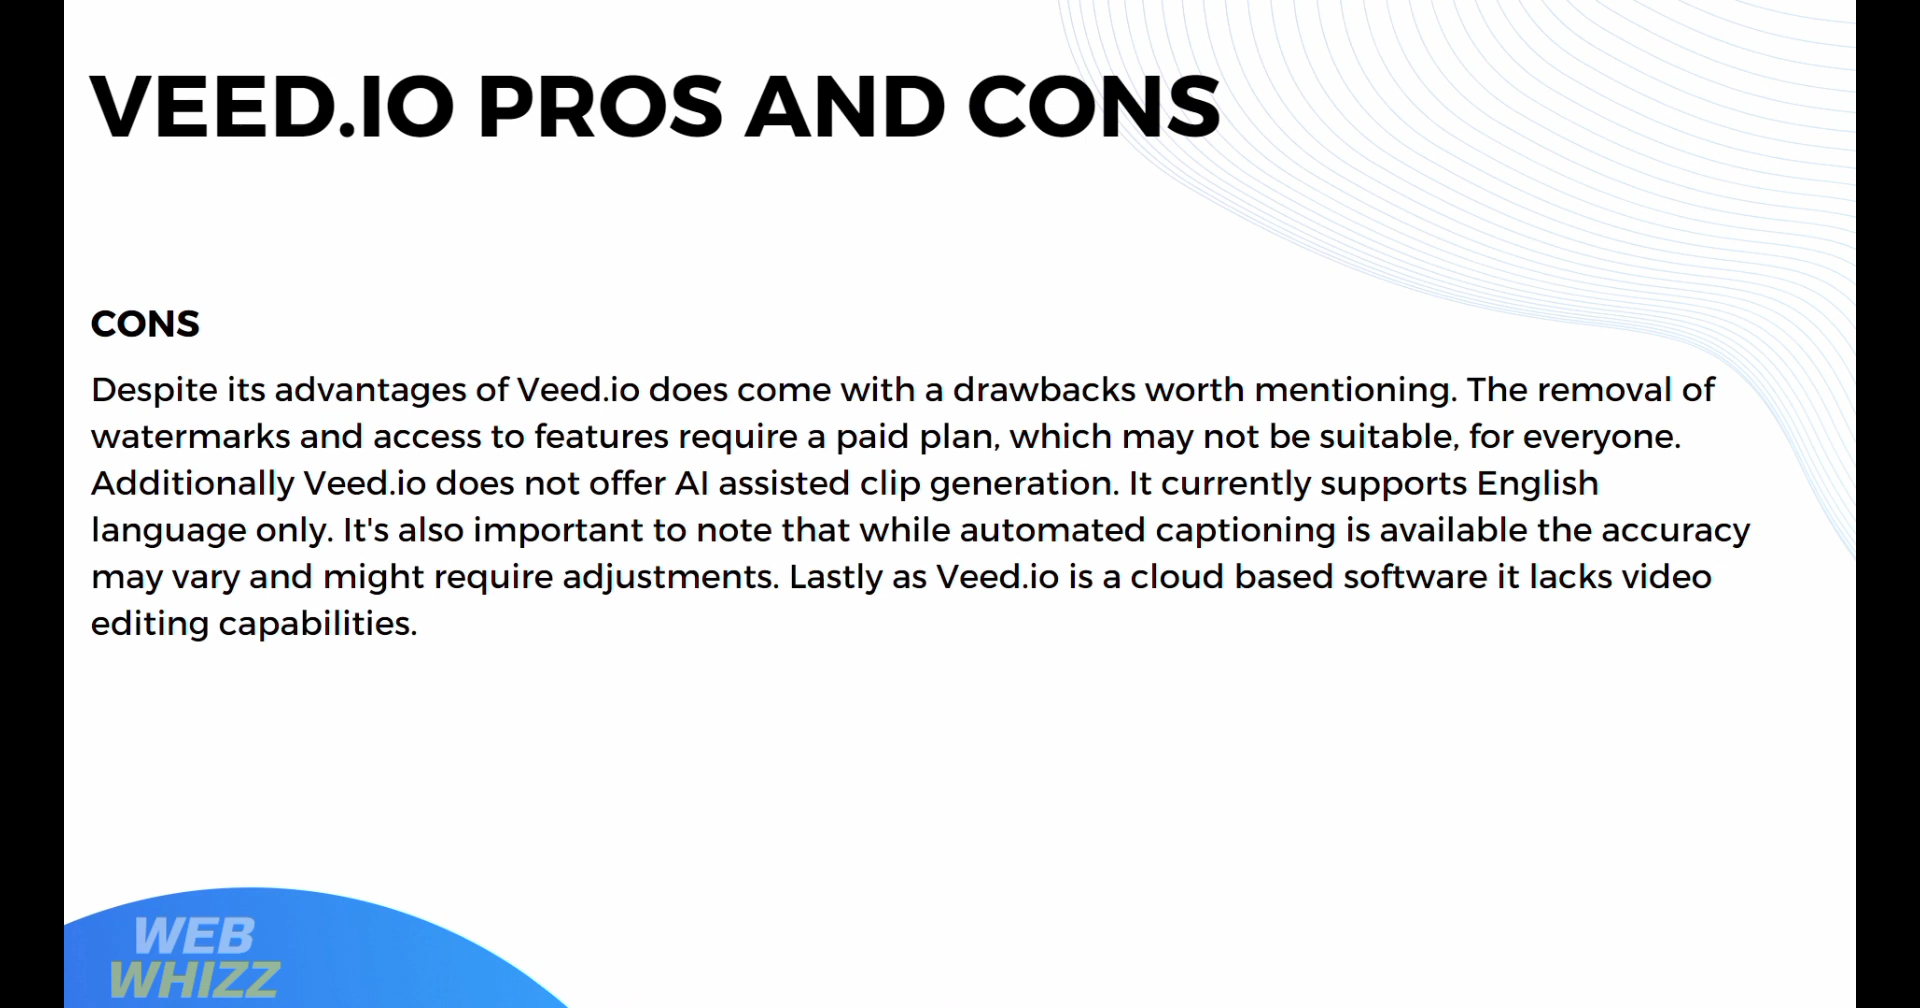 VEED.IO PROS AND CONS
CONS
Despite its advantages of Veed.io does come with a drawbacks worth mentioning. The removal of
watermarks and access to features require a paid plan, which may not be suitable, for everyone.
Additionally Veed.io does not offer AI assisted clip generation. It currently supports English
language only. It's also important to note that while automated captioning is available the accuracy
may vary and might require adjustments. Lastly as Veed.io is a cloud based software it lacks video
editing capabilities.
WEB
WHIZZ